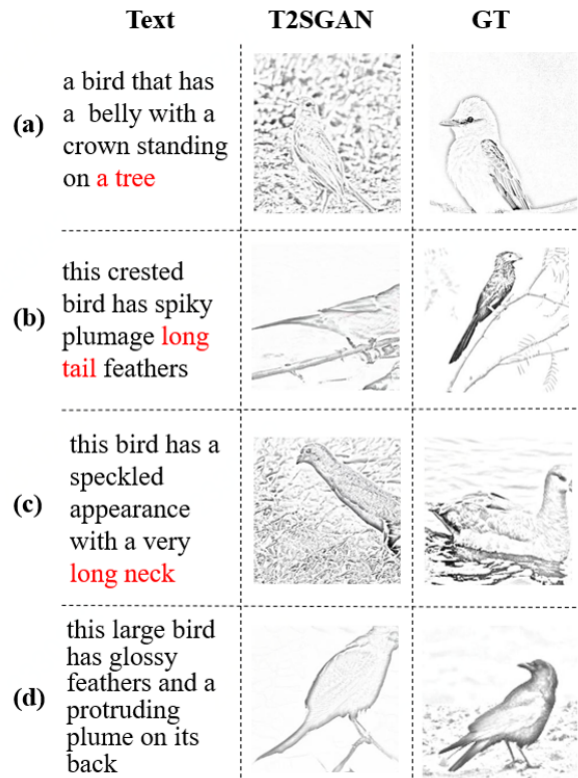 Text T2SGAN GT
(a)
a bird that has
a belly with a
crown standing
on a tree
(b)
this crested
bird has spiky
plumage long
tail feathers
(c)
this bird has a
speckled
appearance
with a very
long neck
(d)
this large bird
has glossy
feathers and a
protruding
plume on its
back